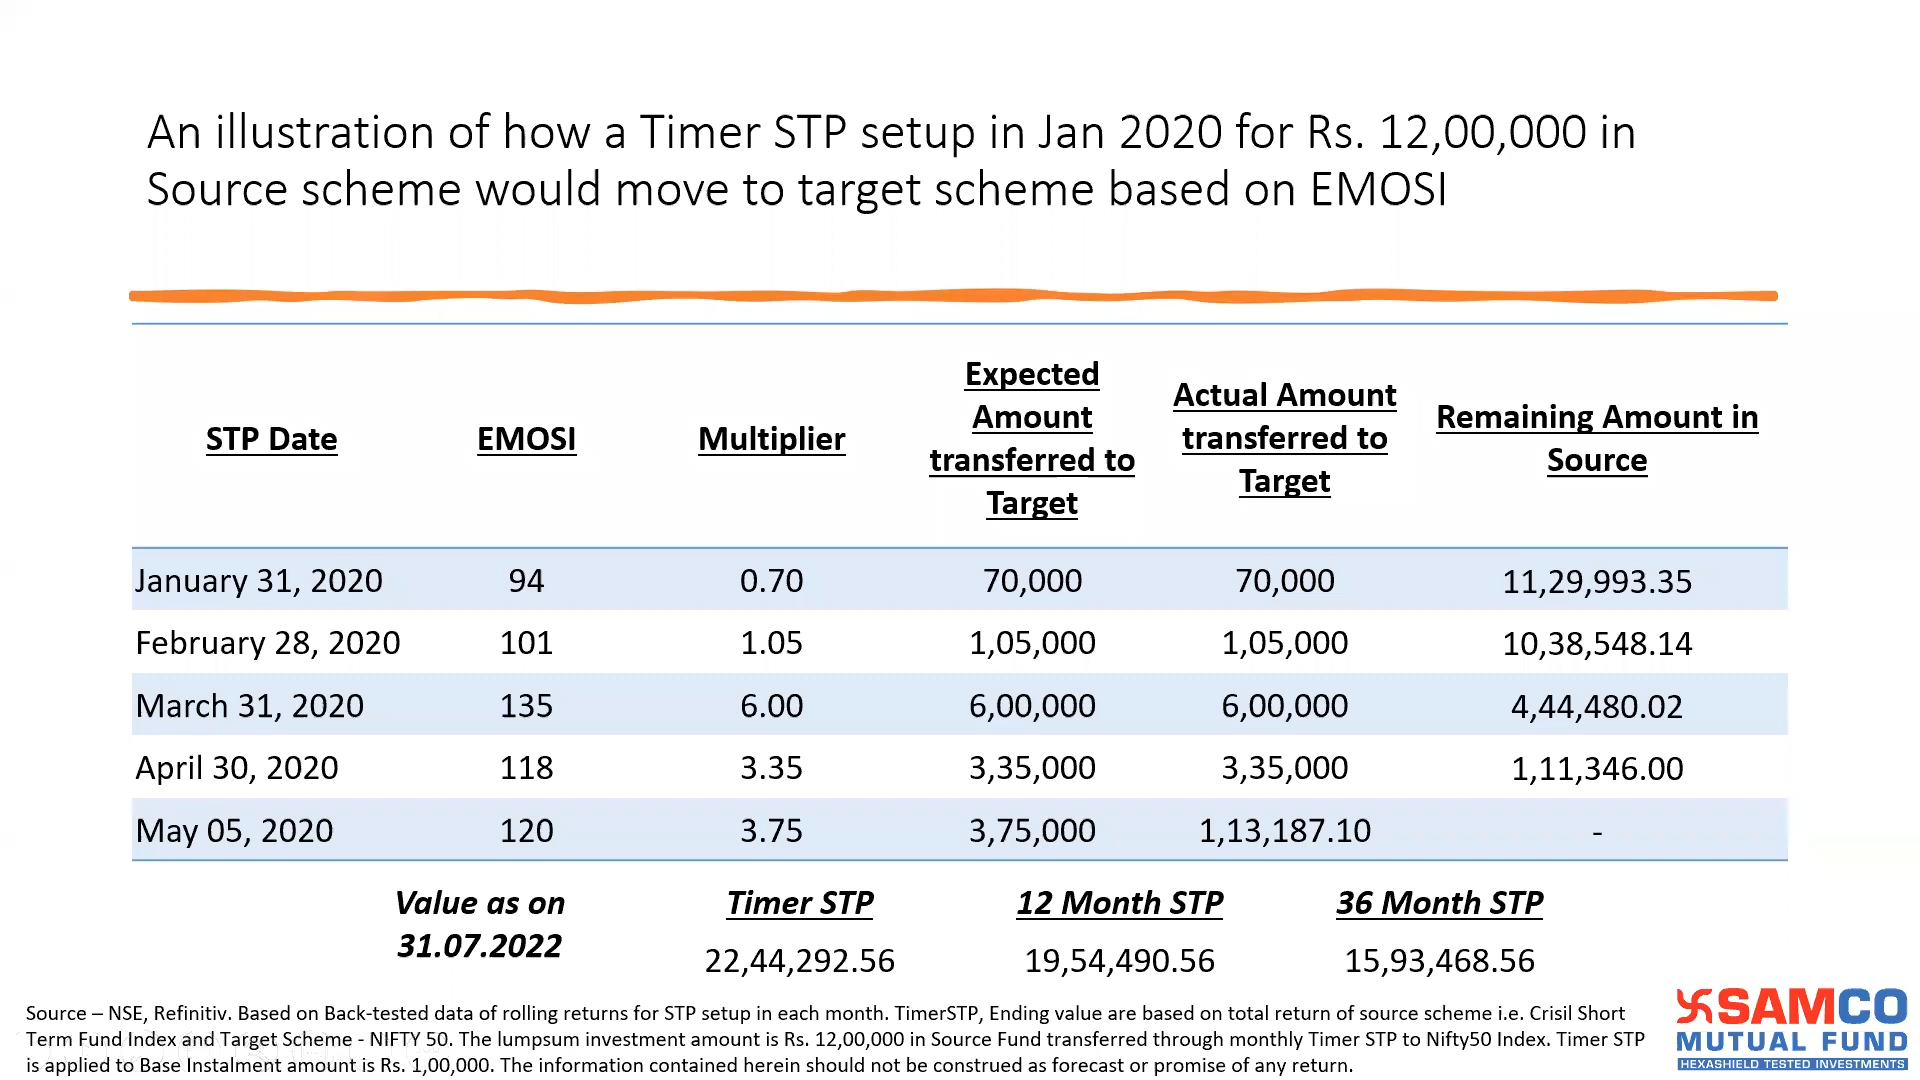 An illustration of how a Timer STP setup in Jan 2020 for Rs. 12,00,000 in
Source scheme would move to target scheme based on EMOSI
STP Date EMOSI Multiplier Expected Amount transferred to Target Actual Amount transferred to Target Remaining Amount in Source
January 31, 2020 94 0.70 70,000 70,000 11,29,993.35
February 28, 2020 101 1.05 1,05,000 1,05,000 10,38,548.14
March 31, 2020 135 6.00 6,00,000 6,00,000 4,44,480.02
April 30, 2020 118 3.35 3,35,000 3,35,000 1,11,346.00
May 05, 2020 120 3.75 3,75,000 1,13,187.10 -
Value as on 31.07.2022 Timer STP 12 Month STP 36 Month STP
22,44,292.56 19,54,490.56 15,93,468.56
Source – NSE, Refinitiv. Based on Back-tested data of rolling returns for STP setup in each month. TimerSTP, Ending value are based on total return of source scheme i.e. Crisil Short
Term Fund Index and Target Scheme - NIFTY 50. The lumpsum investment amount is Rs. 12,00,000 in Source Fund transferred through monthly Timer STP to Nifty50 Index. Timer STP
is applied to Base Instalment amount is Rs. 1,00,000. The information contained herein should not be construed as forecast or promise of any return.
SAMCO
MUTUAL FUND
HEXASHIELD TESTED INVESTMENTS